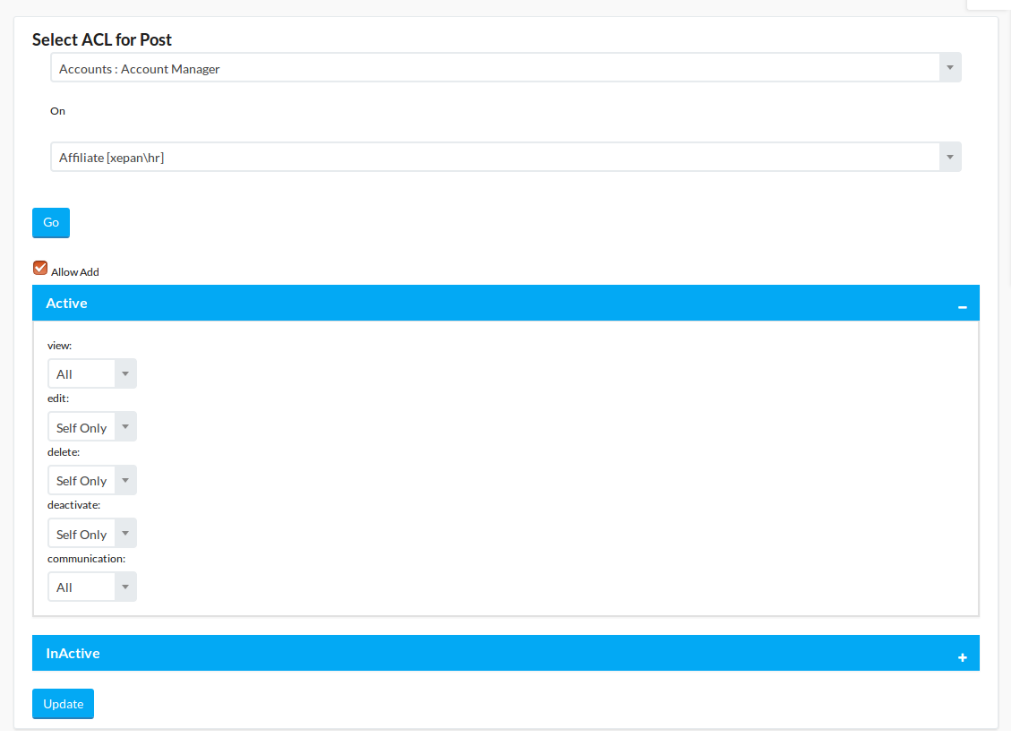 Select ACL for Post
Accounts : Account Manager
On
Affiliate [xepan\hr]
Go
Allow Add
Active
view:
All
edit:
Self Only
delete:
Self Only
deactivate:
Self Only
communication:
All
InActive
Update